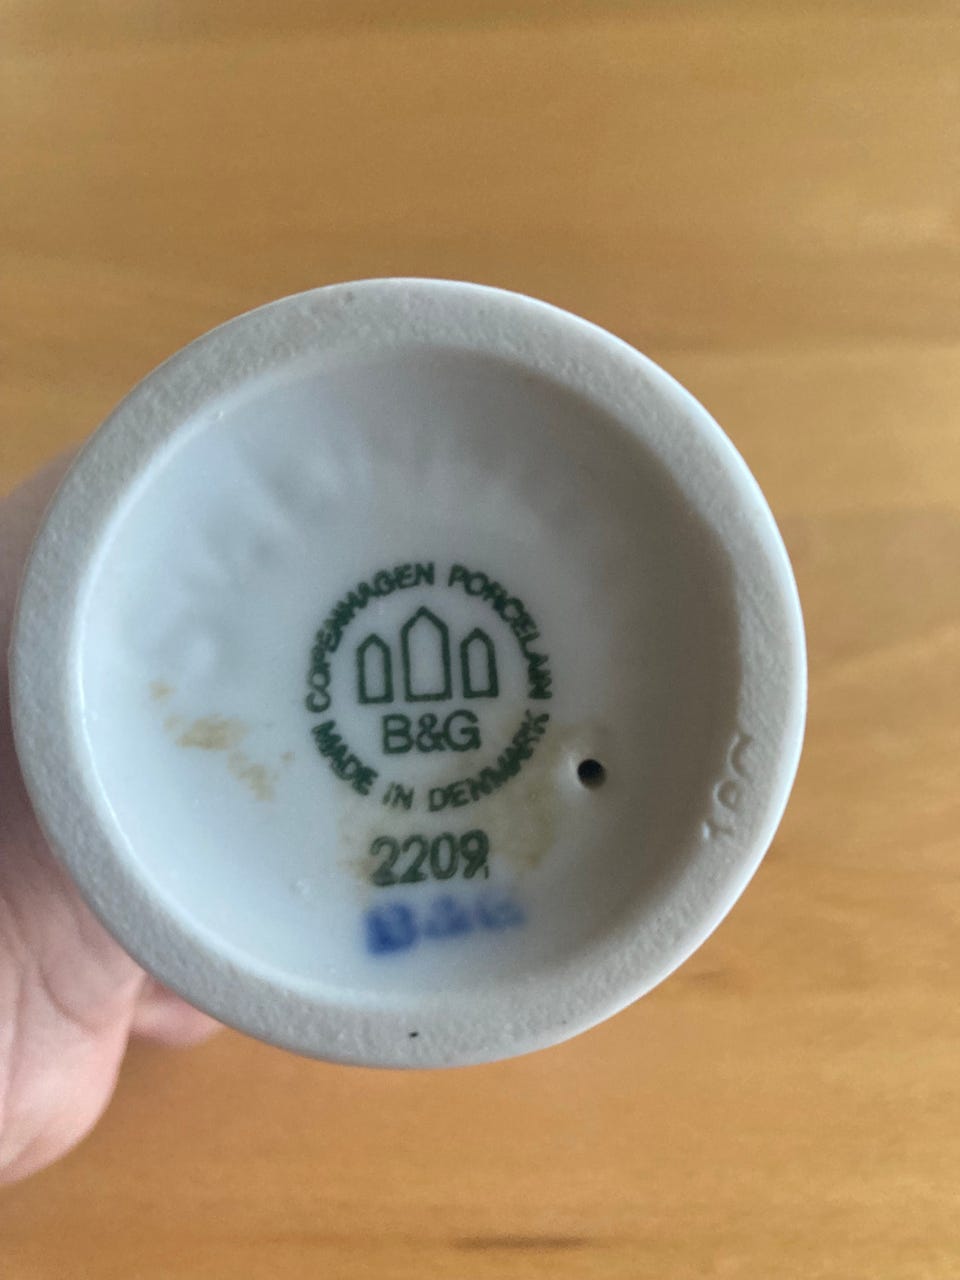 COPENHAGEN PORCELAIN
B&G
MADE IN DENMARK
2209
B&G